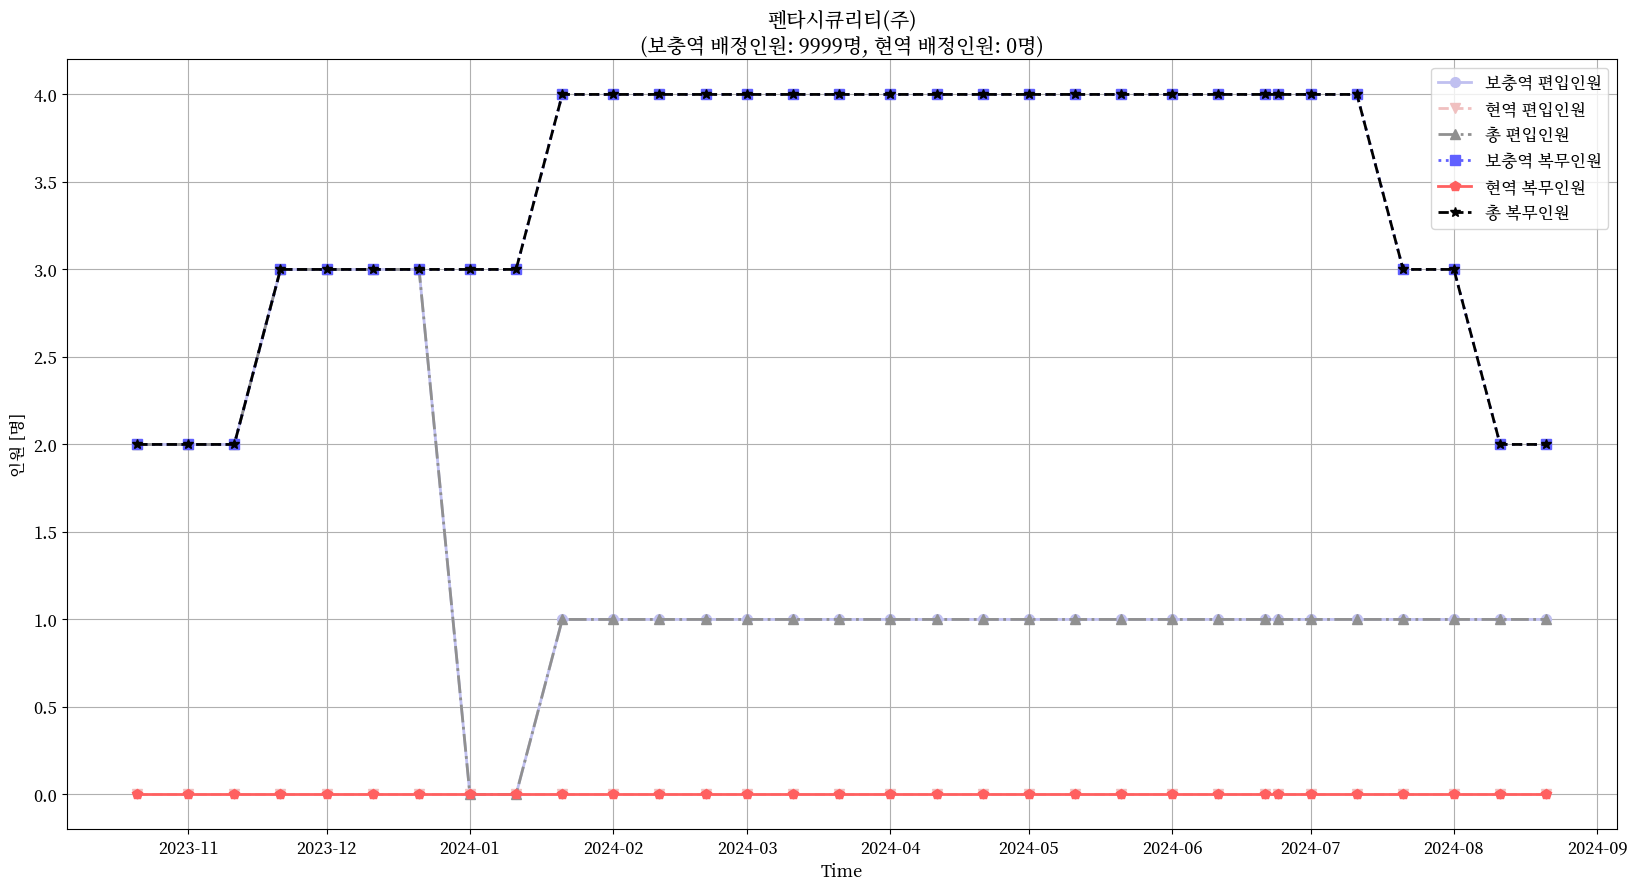 펜타시큐리티(주)
(보충역 배정인원: 9999명, 현역 배정인원: 0명)
보충역 편입인원
현역 편입인원
총 편입인원
보충역 복무인원
현역 복무인원
총 복무인원
4.0
3.5
3.0
2.5
2.0
1.5
1.0
0.5
0.0
인원 [명]
2023-11 2023-12 2024-01 2024-02 2024-03 2024-04 2024-05 2024-06 2024-07 2024-08 2024-09
Time